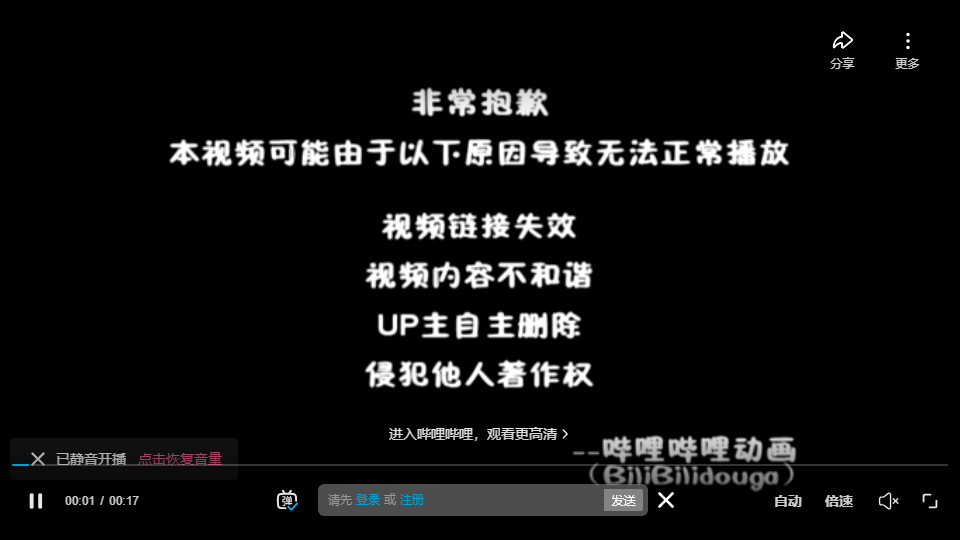 分享
更多
非常抱歉
本视频可能由于以下原因导致无法正常播放
视频链接失效
视频内容不和谐
UP主自主删除
侵犯他人著作权
进入哔哩哔哩，观看更高清 >
--哔哩哔哩动画
（BiliBilidouga）
已静音开播 点击恢复音量
00:01 / 00:17
弹
请先 登录 或 注册
发送
自动
倍速